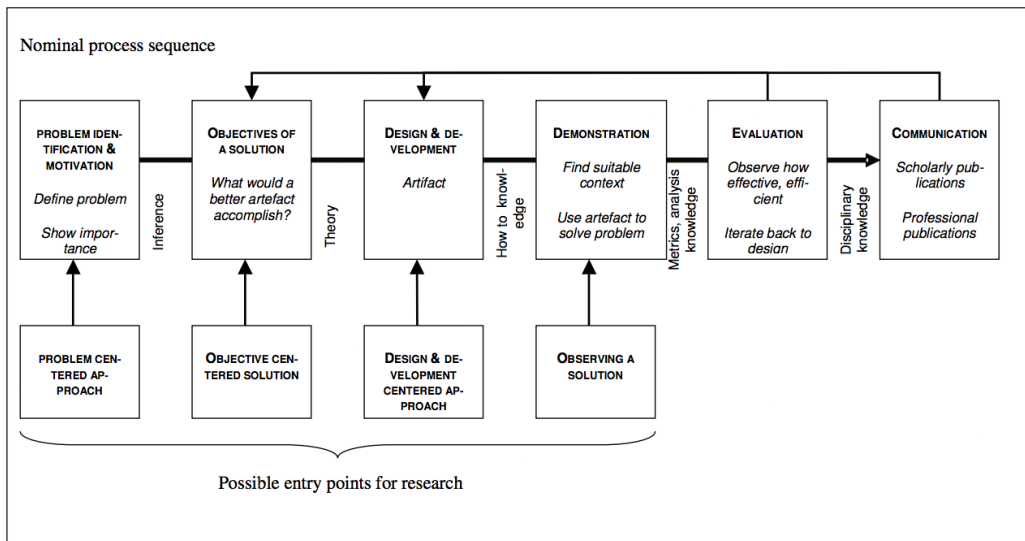 Nominal process sequence
PROBLEM IDEN-
TIFICATION &
MOTIVATION
Define problem
Show impor-
tance
Inference
OBJECTIVES OF
A SOLUTION
What would a
better artefact
accomplish?
Theory
DESIGN & DE-
VELOPMENT
Artifact
How to knowl-
edge
DEMONSTRATION
Find suitable
context
Use artefact to
solve problem
Metrics, analysis
knowledge
EVALUATION
Observe how
effective, effi-
cient
Iterate back to
design
Disciplinary
knowledge
COMMUNICATION
Scholarly pub-
lications
Professional
publications
PROBLEM CEN-
TERED AP-
PROACH
OBJECTIVE CEN-
TERED SOLUTION
DESIGN & DE-
VELOPMENT
CENTERED AP-
PROACH
OBSERVING A
SOLUTION
Possible entry points for research